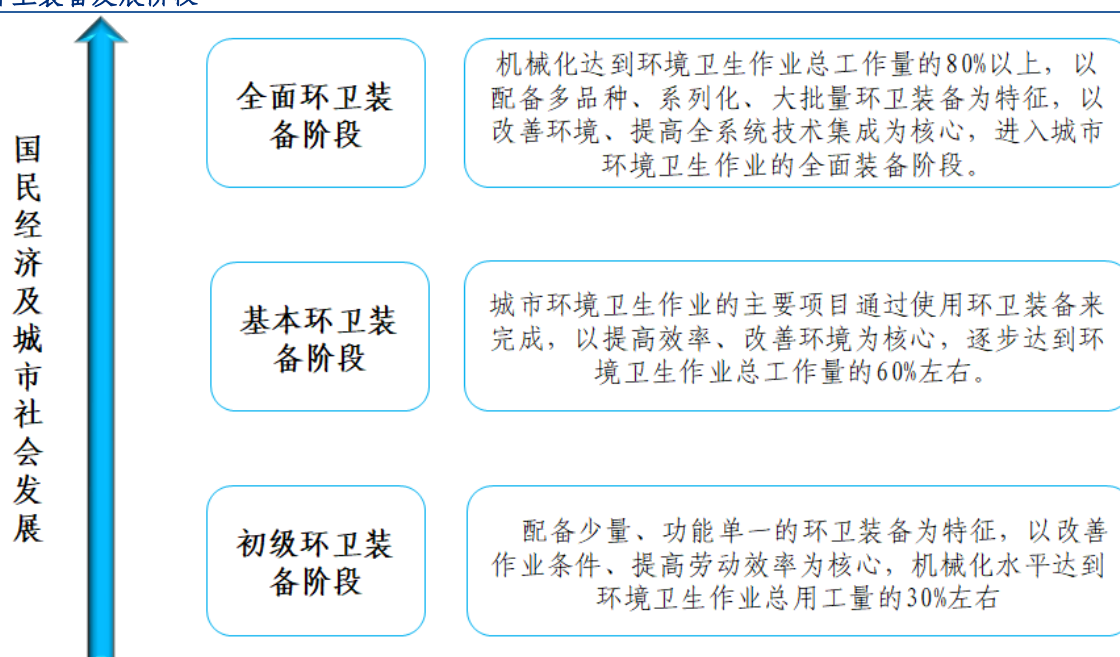 卫装备发展阶段
国民经济及城市社会发展
全面环卫装
备阶段
机械化达到环境卫生作业总工作量的80%以上，以
配备多品种、系列化、大批量环卫装备为特征，以
改善环境、提高全系统技术集成为核心，进入城市
环境卫生作业的全面装备阶段。
基本环卫装
备阶段
城市环境卫生作业的主要项目通过使用环卫装备来
完成，以提高效率、改善环境为核心，逐步达到环
境卫生作业总工作量的60%左右。
初级环卫装
备阶段
配备少量、功能单一的环卫装备为特征，以改善
作业条件、提高劳动效率为核心，机械化水平达到
环境卫生作业总用工量的30%左右